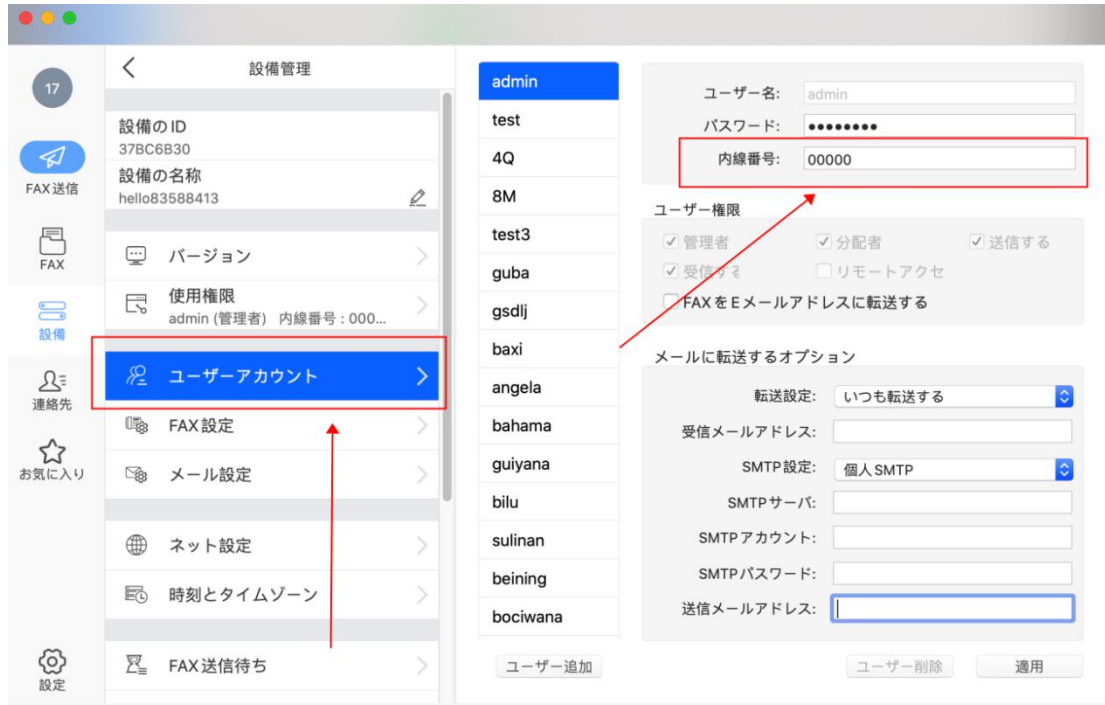 17
FAX送信
FAX
設備
連絡先
お気に入り
設定
設備管理
設備のID
37BC6B30
設備の名称
hello83588413
バージョン
使用権限
admin (管理者) 内線番号 : 000...
ユーザーアカウント
FAX設定
メール設定
ネット設定
時刻とタイムゾーン
FAX送信待ち
admin
test
4Q
8M
test3
guba
gsdlj
baxi
angela
bahama
guiyana
bilu
sulinan
beining
bociwana
ユーザー追加
ユーザー名: admin
パスワード: ••••••••
内線番号: 00000
ユーザー権限
管理者 分配者 送信する
受信する リモートアクセ
FAXをEメールアドレスに転送する
メールに転送するオプション
転送設定: いつも転送する
受信メールアドレス:
SMTP設定: 個人SMTP
SMTPサーバ:
SMTPアカウント:
SMTPパスワード:
送信メールアドレス:
ユーザー削除 適用